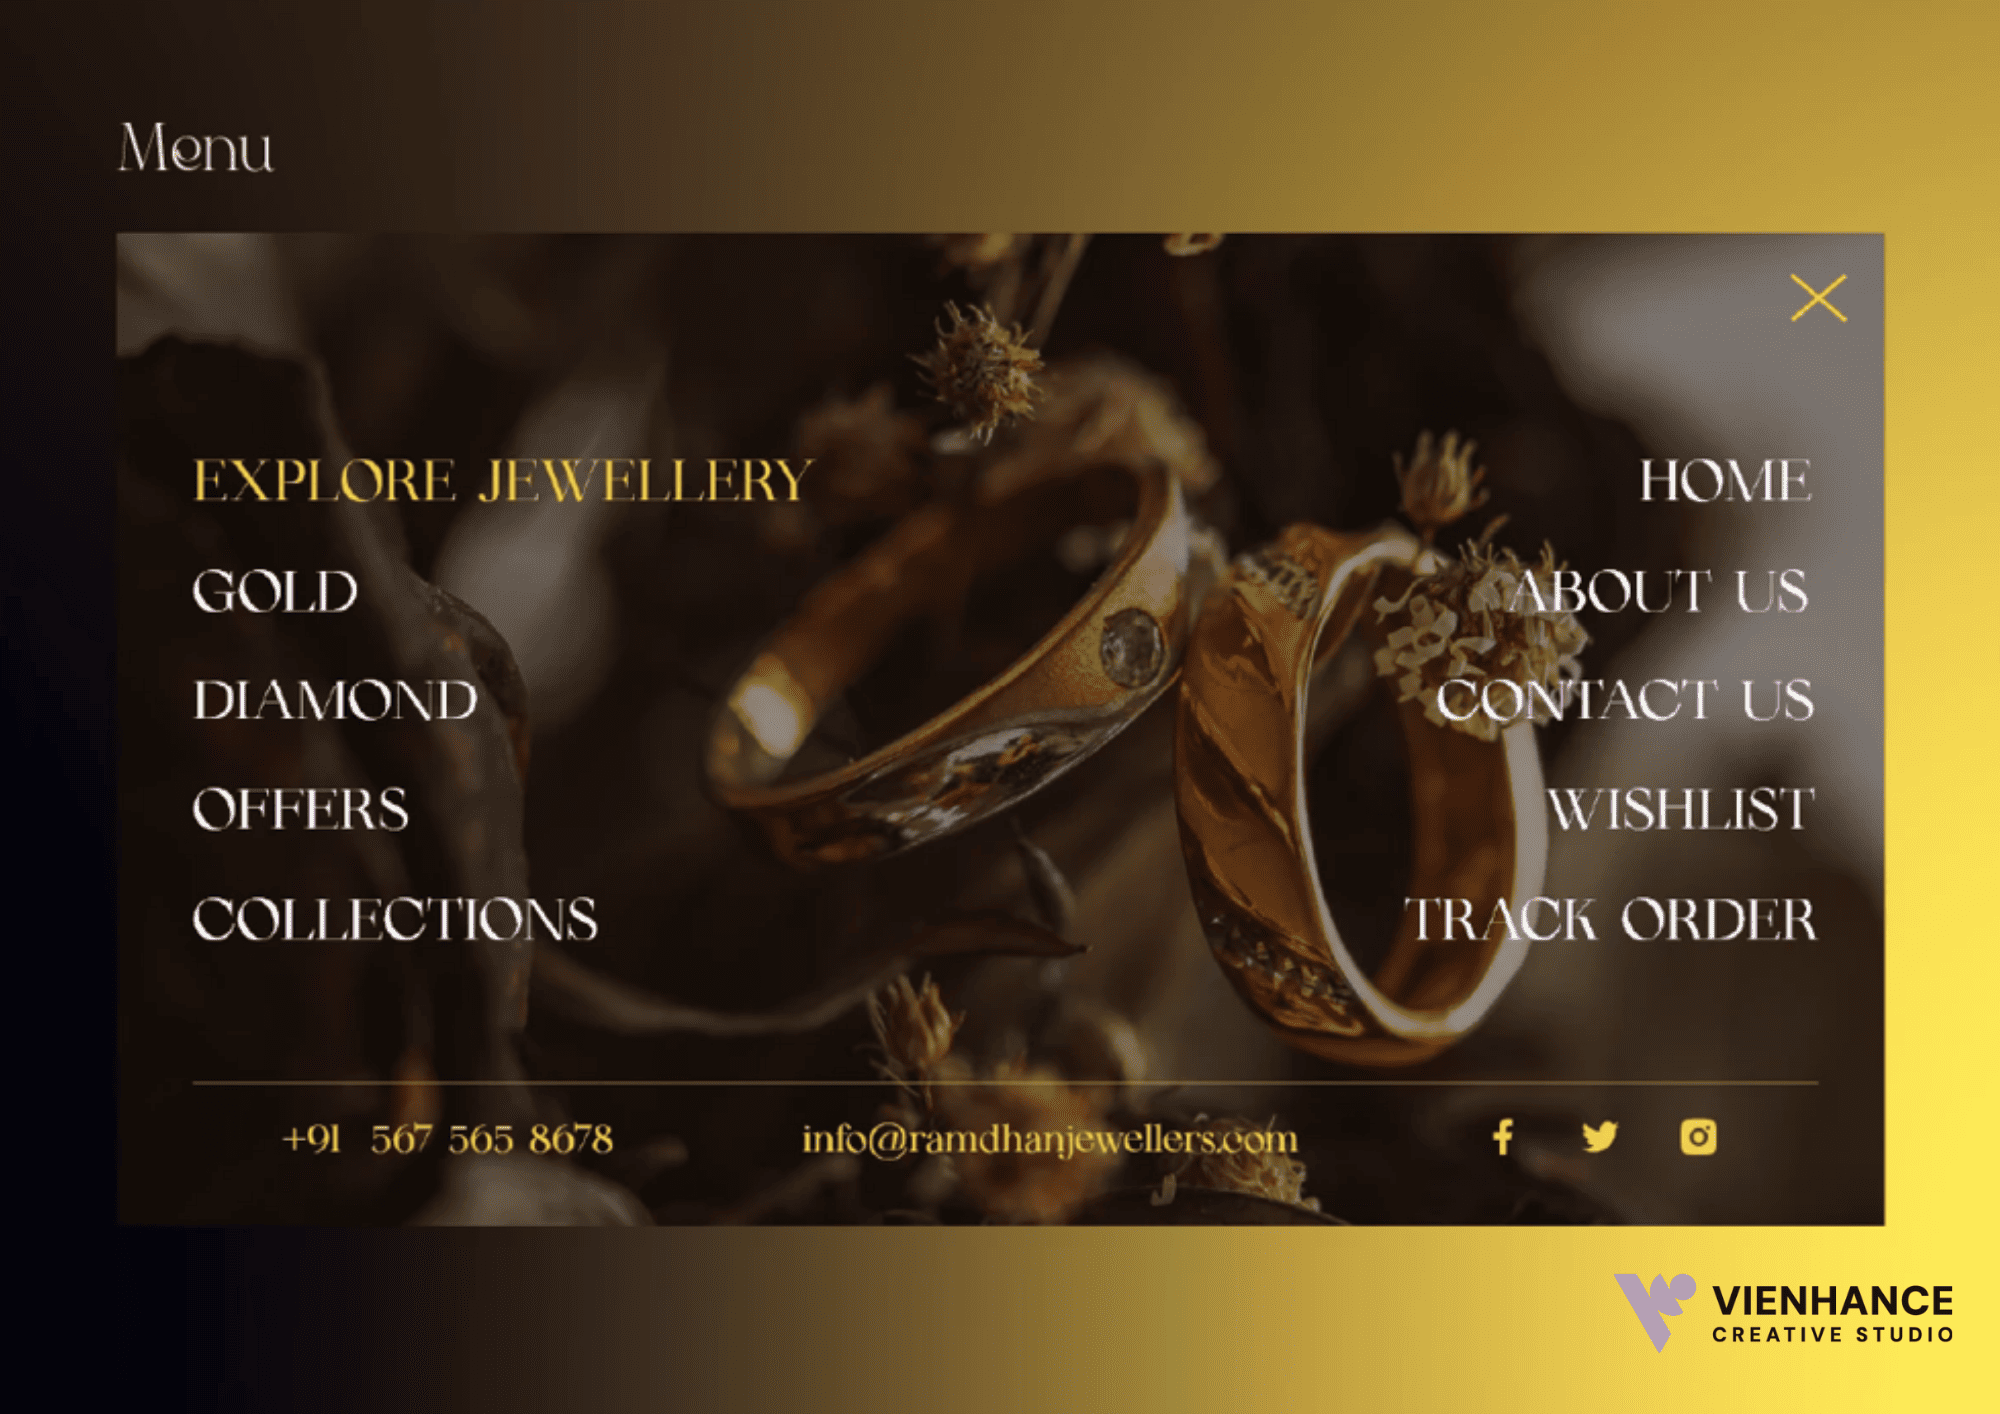 Menu
EXPLORE JEWELLERY
GOLD
DIAMOND
OFFERS
COLLECTIONS
HOME
ABOUT US
CONTACT US
WISHLIST
TRACK ORDER
+91 567 565 8678
info@ramdhanjewellers.com
VIENHANCE
CREATIVE STUDIO